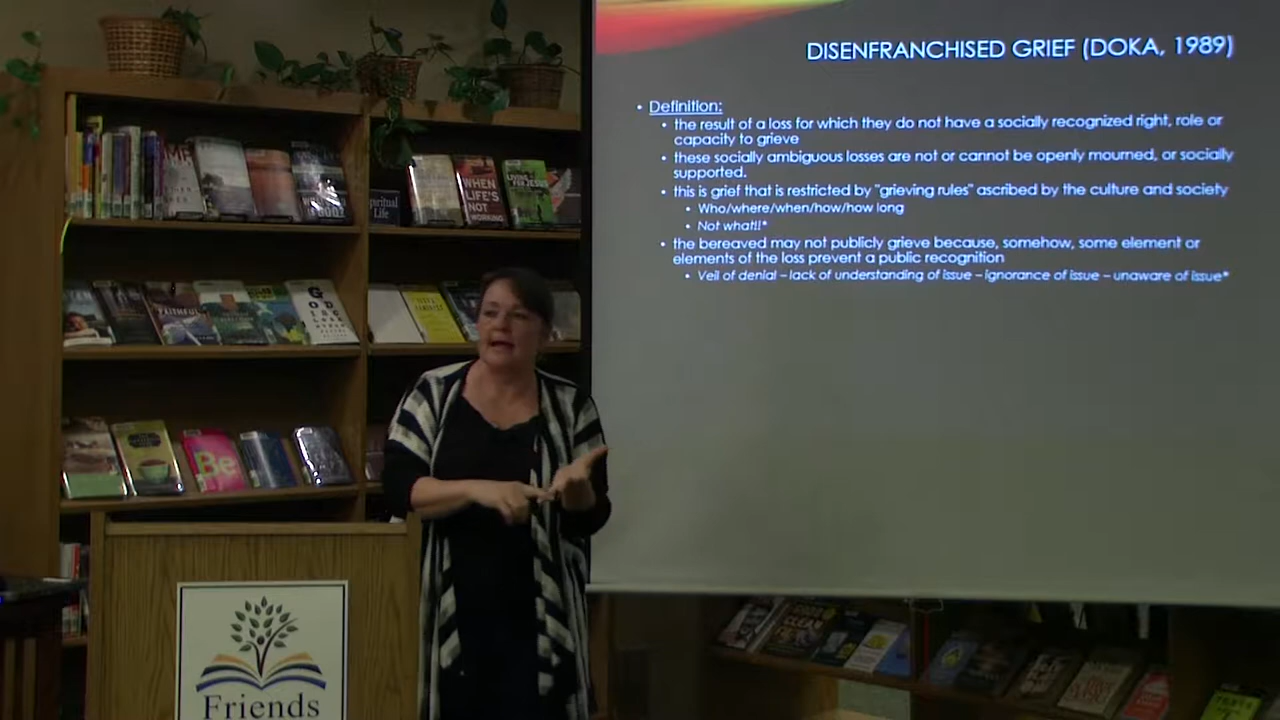 DISENFRANCHISED GRIEF (DOKA, 1989)
• Definition:
• the result of a loss for which they do not have a socially recognized right, role or
capacity to grieve
• these socially ambiguous losses are not or cannot be openly mourned, or socially
supported.
• this is grief that is restricted by "grieving rules" ascribed by the culture and society
• Who/where/when/how/how long
• Not what!!*
• the bereaved may not publicly grieve because, somehow, some element or
elements of the loss prevent a public recognition
• Veil of denial – lack of understanding of issue – ignorance of issue – unaware of issue*
WHEN
LIFE'S
NOT
WORKING
Spiritual
Life
FAITHFUL
Be
Friends